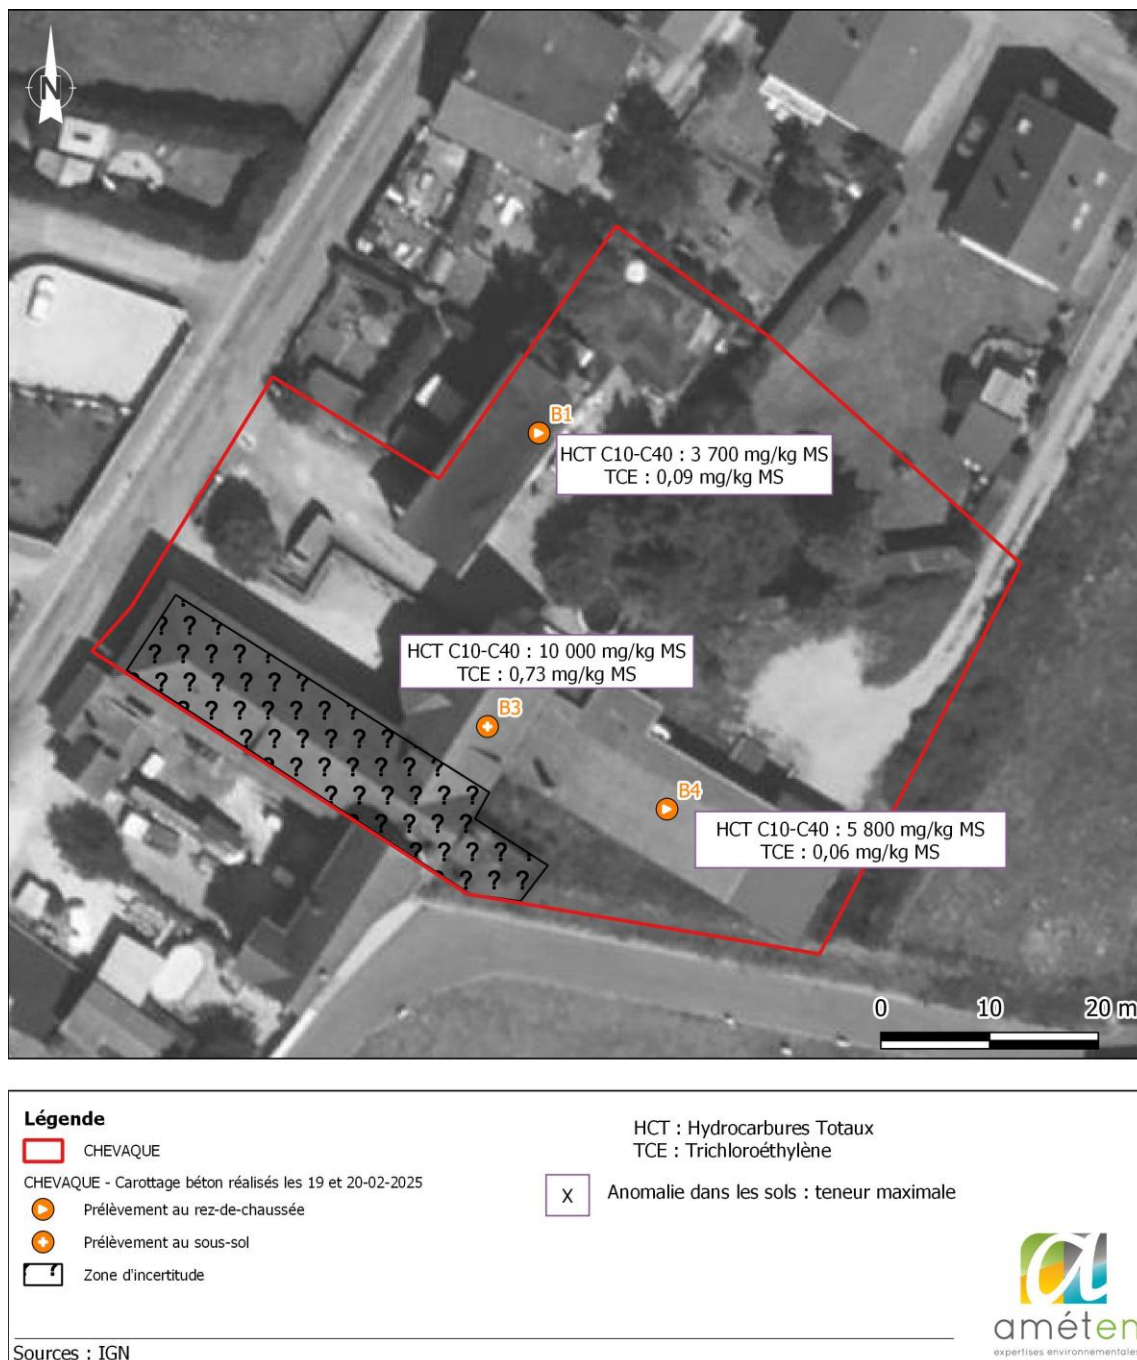 N
B1
HCT C10-C40 : 3 700 mg/kg MS
TCE : 0,09 mg/kg MS
HCT C10-C40 : 10 000 mg/kg MS
TCE : 0,73 mg/kg MS
B3
B4
HCT C10-C40 : 5 800 mg/kg MS
TCE : 0,06 mg/kg MS
0 10 20 m
Légende
CHEVAQUE
CHEVAQUE - Carottage béton réalisés les 19 et 20-02-2025
Prélèvement au rez-de-chaussée
Prélèvement au sous-sol
Zone d'incertitude
HCT : Hydrocarbures Totaux
TCE : Trichloroéthylène
X Anomalie dans les sols : teneur maximale
a
améten
expertises environnementales
Sources : IGN